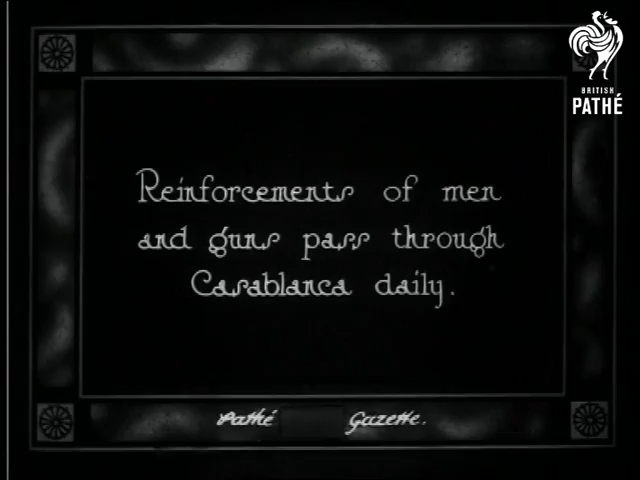 BRITISH
PATHÉ
Reinforcements of men
and guns pass through
Casablanca daily.
Pathé Gazette.